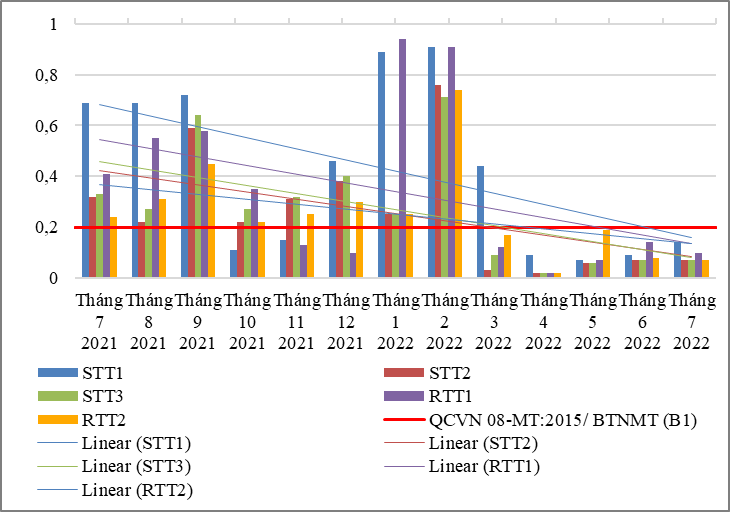 1
0,8
0,6
0,4
0,2
0
Tháng Tháng Tháng Tháng Tháng Tháng Tháng Tháng Tháng Tháng Tháng Tháng Tháng
7 8 9 10 11 12 1 2 3 4 5 6 7
2021 2021 2021 2021 2021 2021 2022 2022 2022 2022 2022 2022 2022
STT1 STT2
STT3 RTT1
RTT2 QCVN 08-MT:2015/ BTNMT (B1)
Linear (STT1) Linear (STT2)
Linear (STT3) Linear (RTT1)
Linear (RTT2)